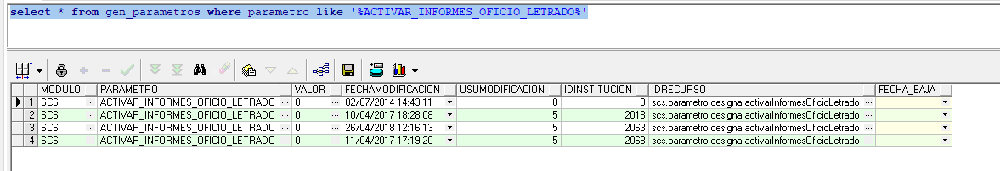 select * from gen_parametros where parametro like '%ACTIVAR_INFORMES_OFICIO_LETRADO%'
MODULO PARAMETRO VALOR FECHAMODIFICACION USUMODIFICACION IDINSTITUCION IDRECURSO FECHA_BAJA
1 SCS ... ACTIVAR_INFORMES_OFICIO_LETRADO ... 0 ... 02/07/2014 14:43:11 0 0 scs.parametro.designa.activarInformesOficioLetrado ...
2 SCS ... ACTIVAR_INFORMES_OFICIO_LETRADO ... 0 ... 10/04/2017 18:28:08 5 2018 scs.parametro.designa.activarInformesOficioLetrado ...
3 SCS ... ACTIVAR_INFORMES_OFICIO_LETRADO ... 0 ... 26/04/2018 12:16:13 5 2063 scs.parametro.designa.activarInformesOficioLetrado ...
4 SCS ... ACTIVAR_INFORMES_OFICIO_LETRADO ... 0 ... 11/04/2017 17:19:20 5 2068 scs.parametro.designa.activarInformesOficioLetrado ...